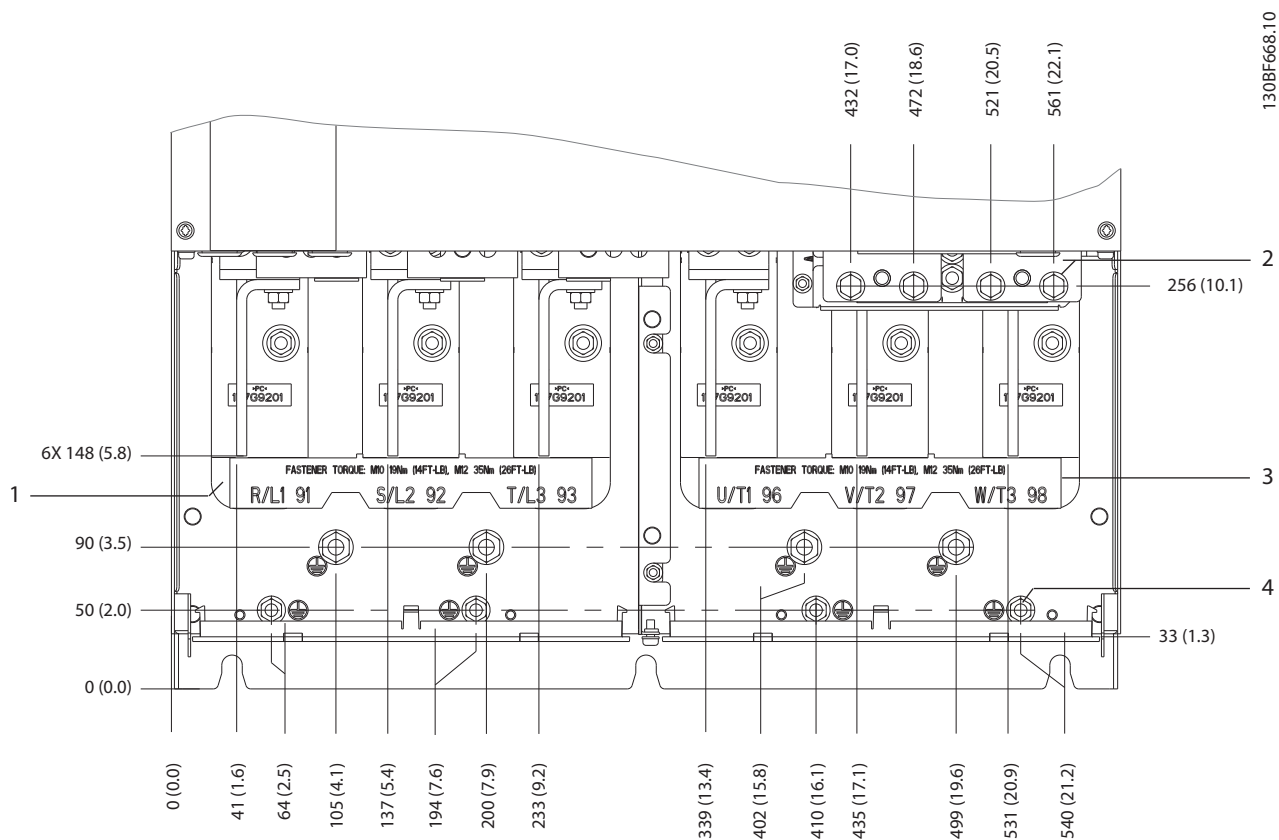 130BF668.10
432 (17.0)
472 (18.6)
521 (20.5)
561 (22.1)
2
256 (10.1)
>PC<
>PC<
>PC<
>PC<
>PC<
>PC<
6X 148 (5.8)
FASTENER TORQUE: M10 19Nm (14FT-LB), M12 35Nm (26FT-LB)
FASTENER TORQUE: M10 19Nm (14FT-LB), M12 35Nm (26FT-LB)
1
R/L1 91 S/L2 92 T/L3 93
U/T1 96 V/T2 97 W/T3 98
3
90 (3.5)
50 (2.0)
4
33 (1.3)
0 (0.0)
0 (0.0)
41 (1.6)
64 (2.5)
105 (4.1)
137 (5.4)
194 (7.6)
200 (7.9)
233 (9.2)
339 (13.4)
402 (15.8)
410 (16.1)
435 (17.1)
499 (19.6)
531 (20.9)
540 (21.2)